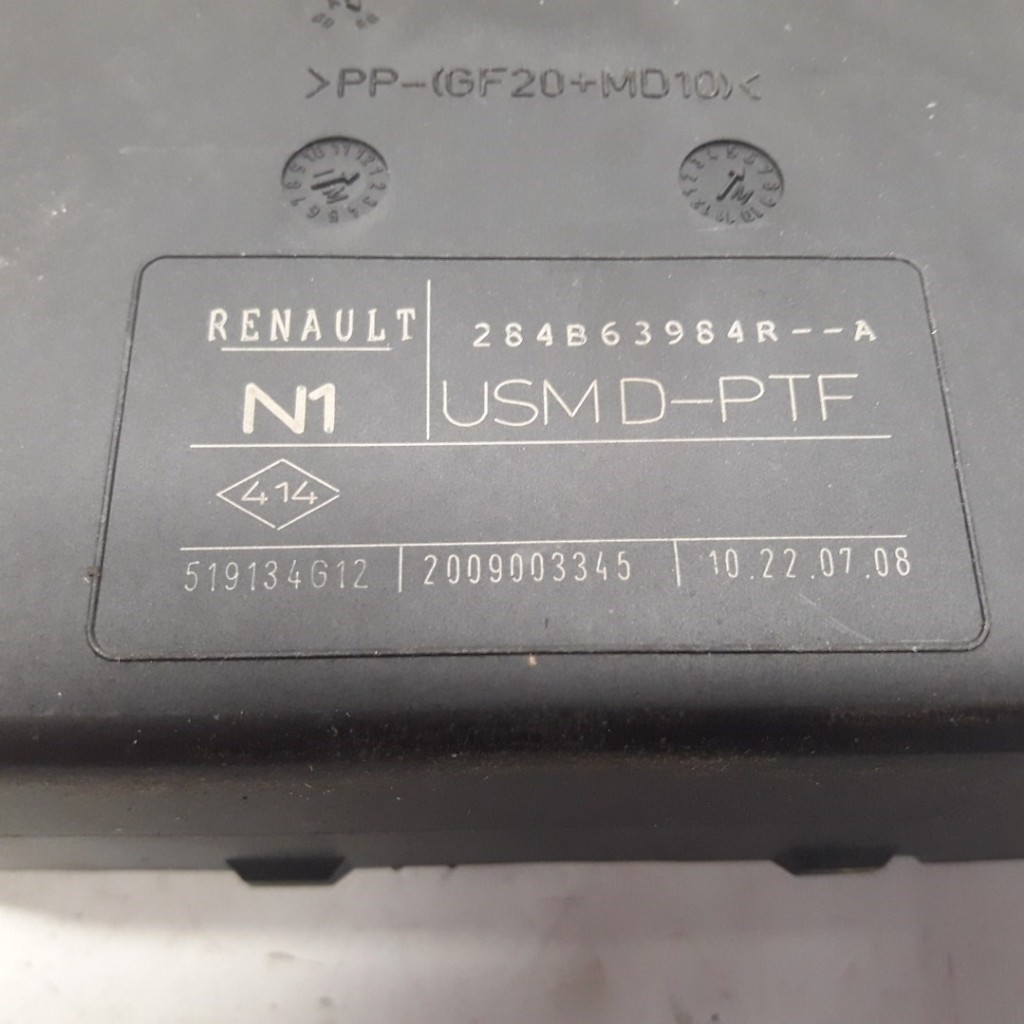 >PP-(GF20+MD10)<
RENAULT 284B63984R--A
N1 USM D-PTF
414
519134G12 2009003345 10.22.07.08